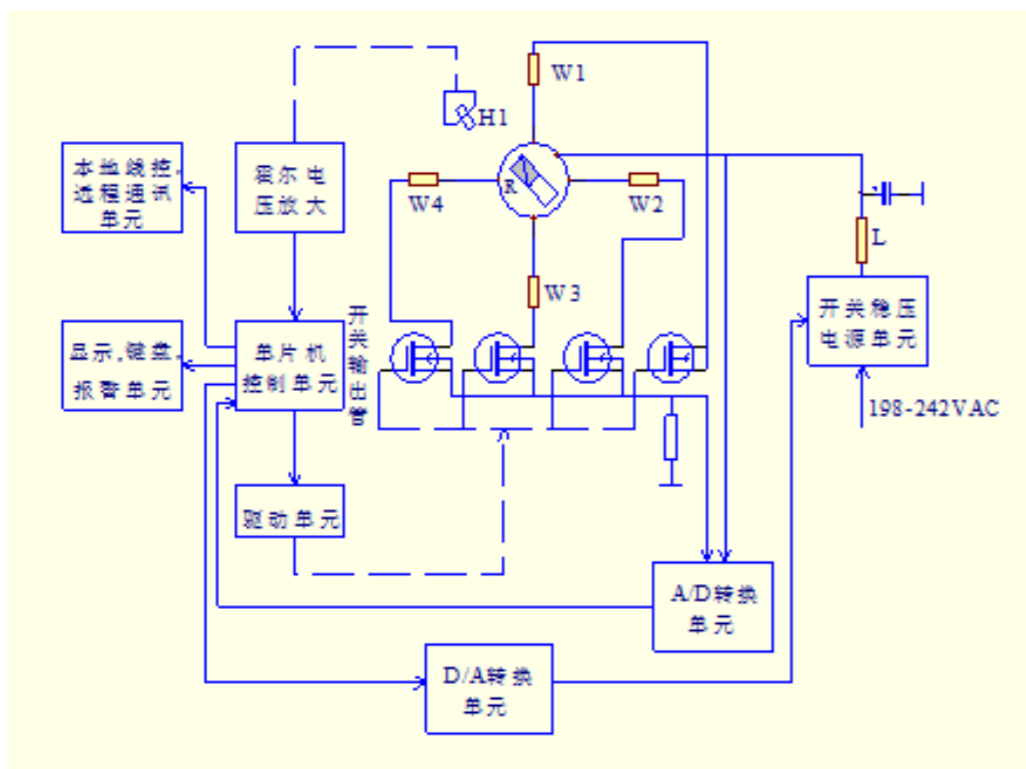 W1
H1
本地线控,
远程通讯
单元
霍尔电
压放大
R
W4
W2
L
W3
开关稳压
电源单元
显示,键盘,
报警单元
单片机
控制单元
开
关
输
出
管
198-242VAC
驱动单元
A/D转换
单元
D/A转换
单元